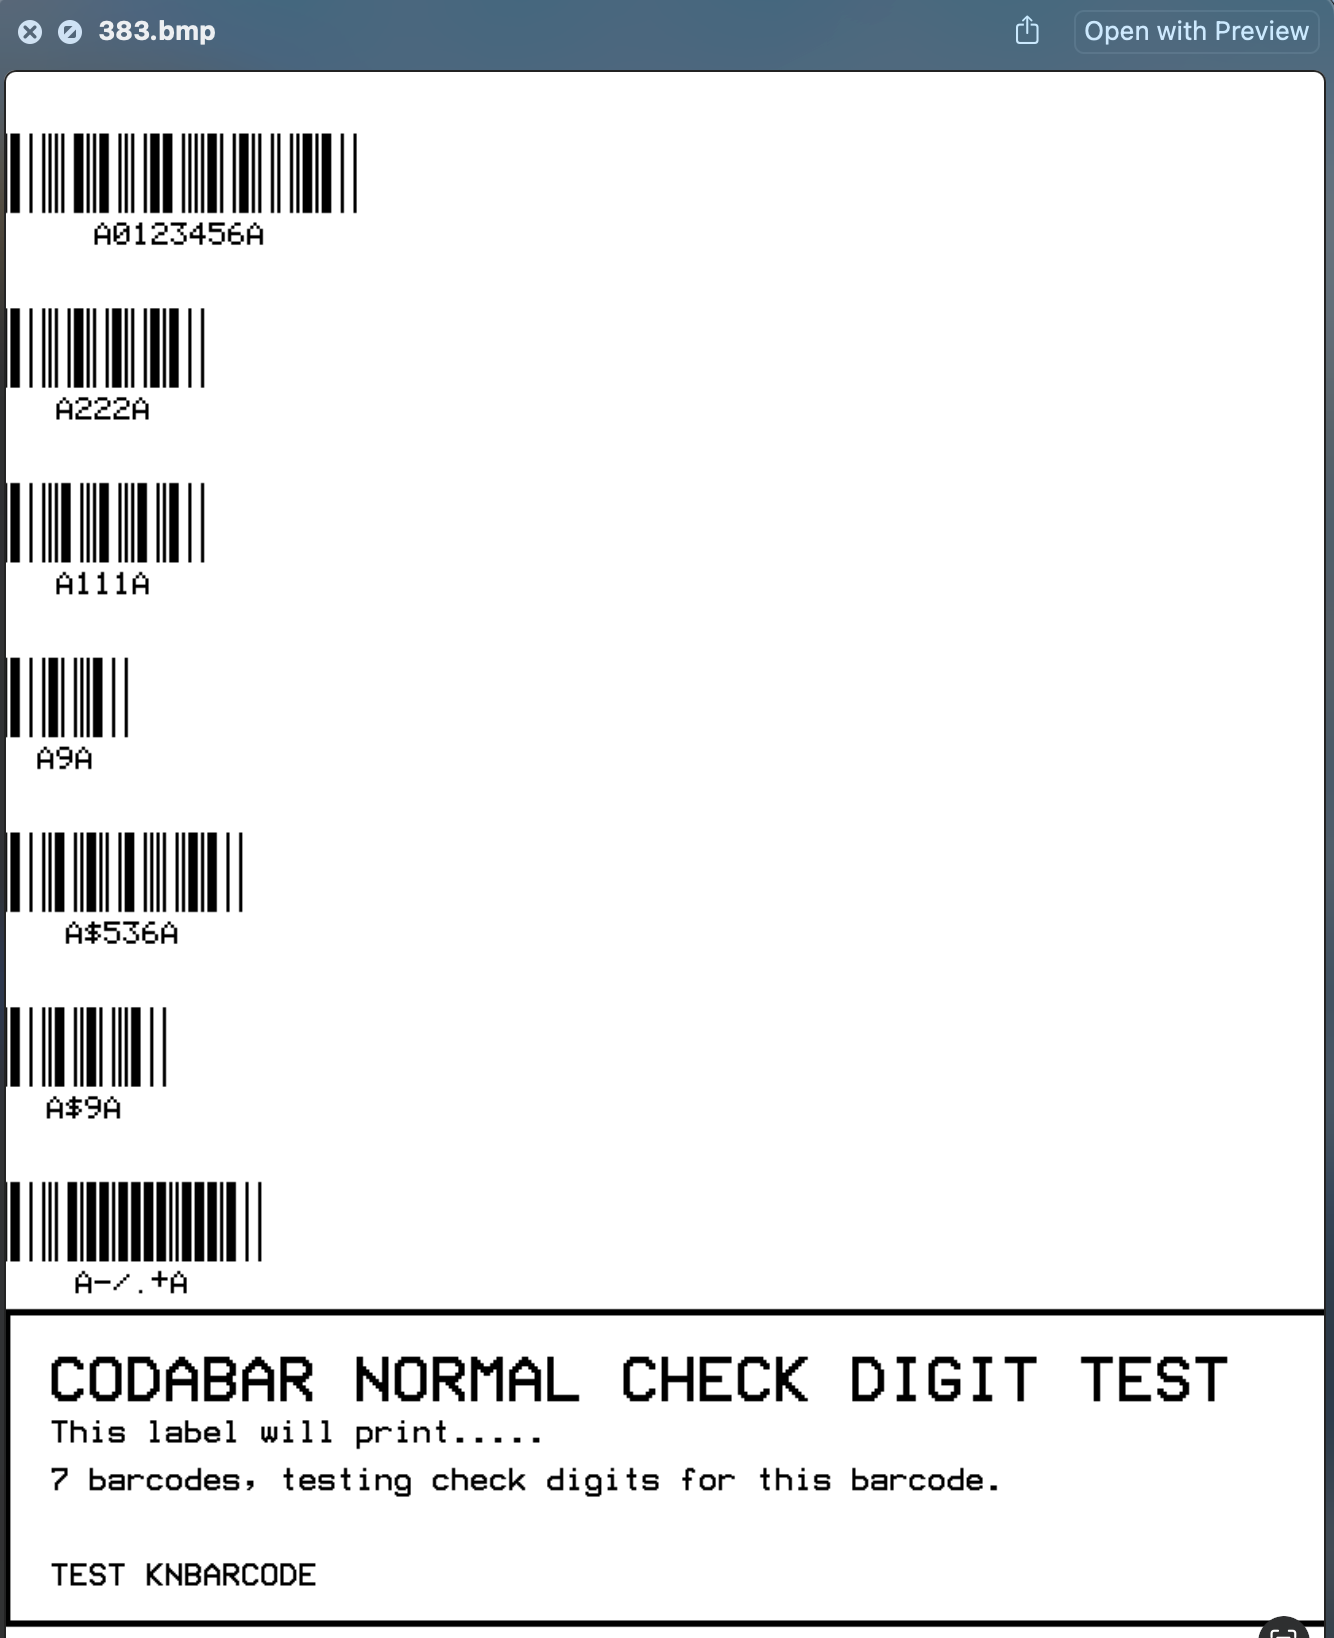 383.bmp
Open with Preview
A0123456A
A222A
A111A
A9A
A$536A
A$9A
A-/.+A
CODABAR NORMAL CHECK DIGIT TEST
This label will print.....
7 barcodes, testing check digits for this barcode.
TEST KNBARCODE